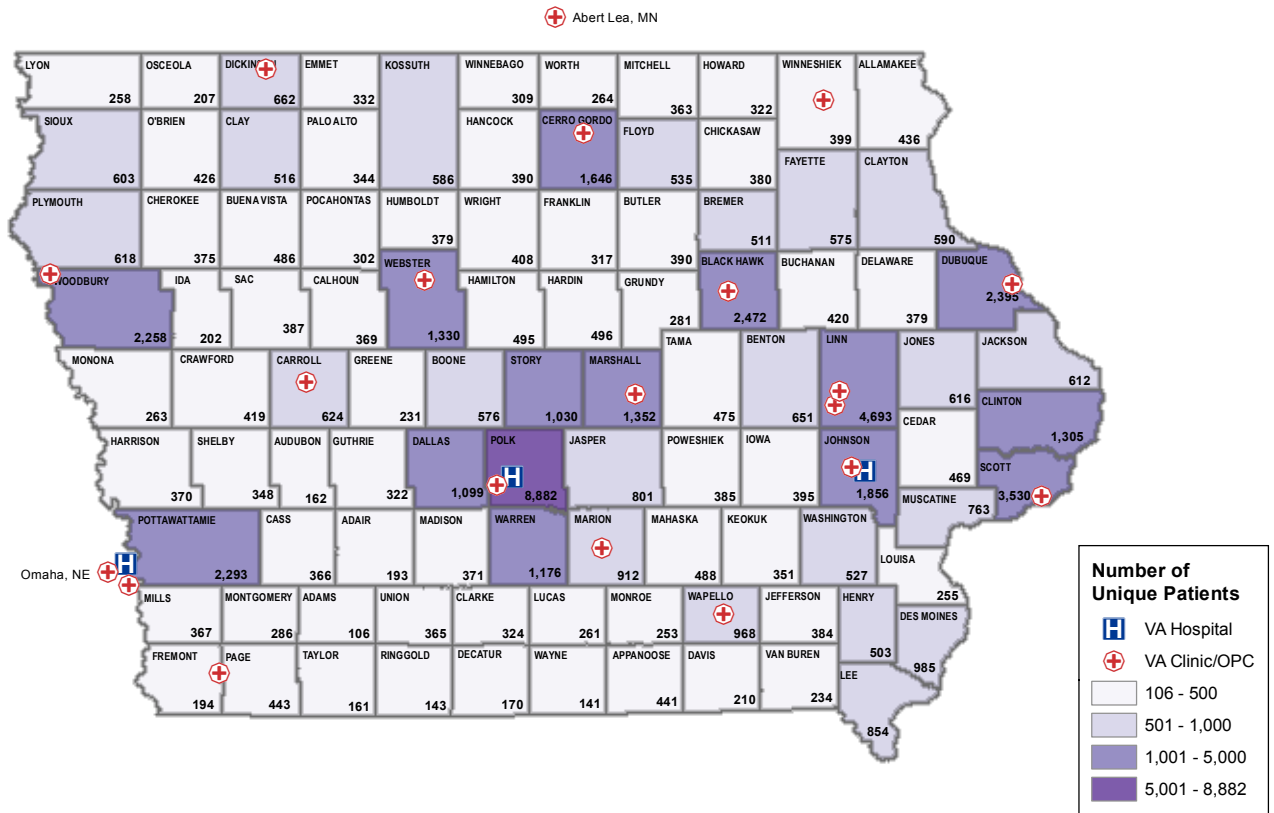 Abert Lea, MN
LYON
OSCEOLA
EMMET
KOSSUTH
WINNEBAGO
WORTH
MITCHELL
HOWARD
WINNESHIEK
ALLAMAKEE
258
207
662
332
309
264
363
322
SIOUX
O'BRIEN
CLAY
PALO ALTO
HANCOCK
CERRO GORDO
FLOYD
CHICKASAW
399
436
FAYETTE
CLAYTON
603
426
516
344
586
390
1,646
535
380
PLYMOUTH
CHEROKEE
BUENA VISTA
POCAHONTAS
HUMBOLDT
WRIGHT
FRANKLIN
BUTLER
BREMER
379
511
575
590
618
375
486
302
408
317
390
WEBSTER
BLACK HAWK
BUCHANAN
DELAWARE
DUBUQUE
WOODBURY
IDA
SAC
CALHOUN
HAMILTON
HARDIN
GRUNDY
2,395
2,258
202
387
369
1,330
495
496
281
2,472
420
379
TAMA
BENTON
LINN
JONES
JACKSON
MONONA
CRAWFORD
CARROLL
GREENE
BOONE
STORY
MARSHALL
612
263
419
624
231
576
1,030
1,352
475
651
4,693
616
CLINTON
CEDAR
1,305
HARRISON
SHELBY
AUDUBON
GUTHRIE
DALLAS
POLK
JASPER
POWESHIEK
IOWA
JOHNSON
SCOTT
469
370
348
162
322
1,099
8,882
801
385
395
1,856
3,530
MUSCATINE
763
POTTAWATTAMIE
CASS
ADAIR
MADISON
WARREN
MARION
MAHASKA
KEOKUK
WASHINGTON
H
H
H
Omaha, NE
2,293
366
193
371
1,176
912
488
351
527
LOUISA
255
MILLS
MONTGOMERY
ADAMS
UNION
CLARKE
LUCAS
MONROE
WAPELLO
JEFFERSON
HENRY
DES MOINES
367
286
106
365
324
261
253
968
384
503
985
FREMONT
PAGE
TAYLOR
RINGGOLD
DECATUR
WAYNE
APPANOOSE
DAVIS
VAN BUREN
LEE
194
443
161
143
170
141
441
210
234
854
Number of
Unique Patients
H VA Hospital
VA Clinic/OPC
106 - 500
501 - 1,000
1,001 - 5,000
5,001 - 8,882